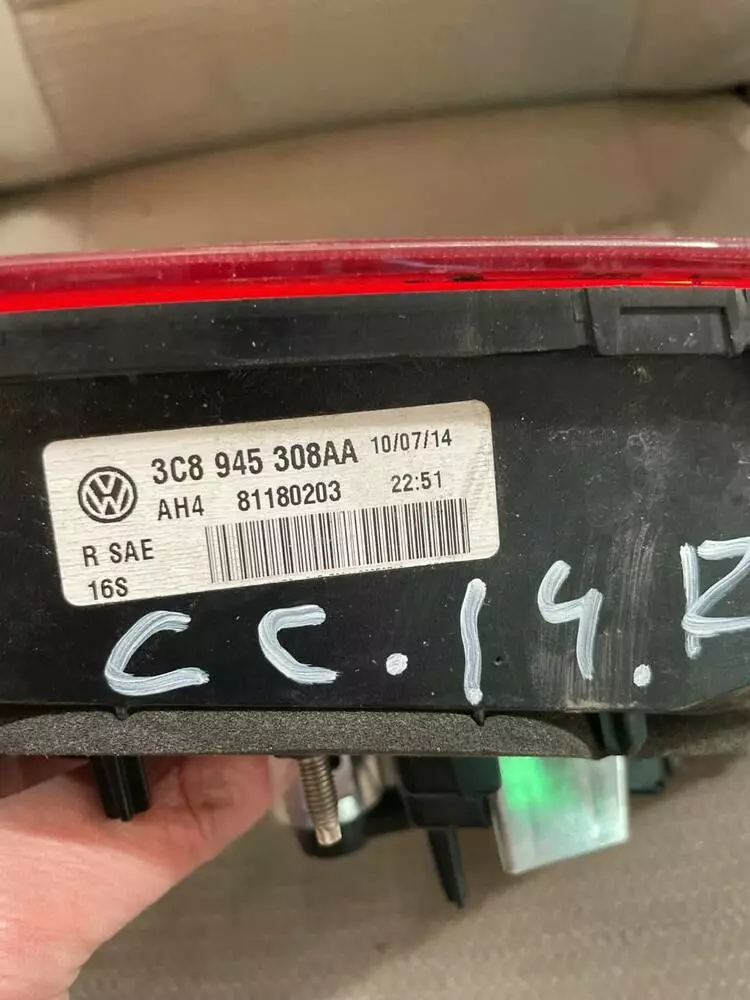 3C8 945 308AA 10/07/14
AH4 81180203 22:51
R SAE
16S
CC.14.R